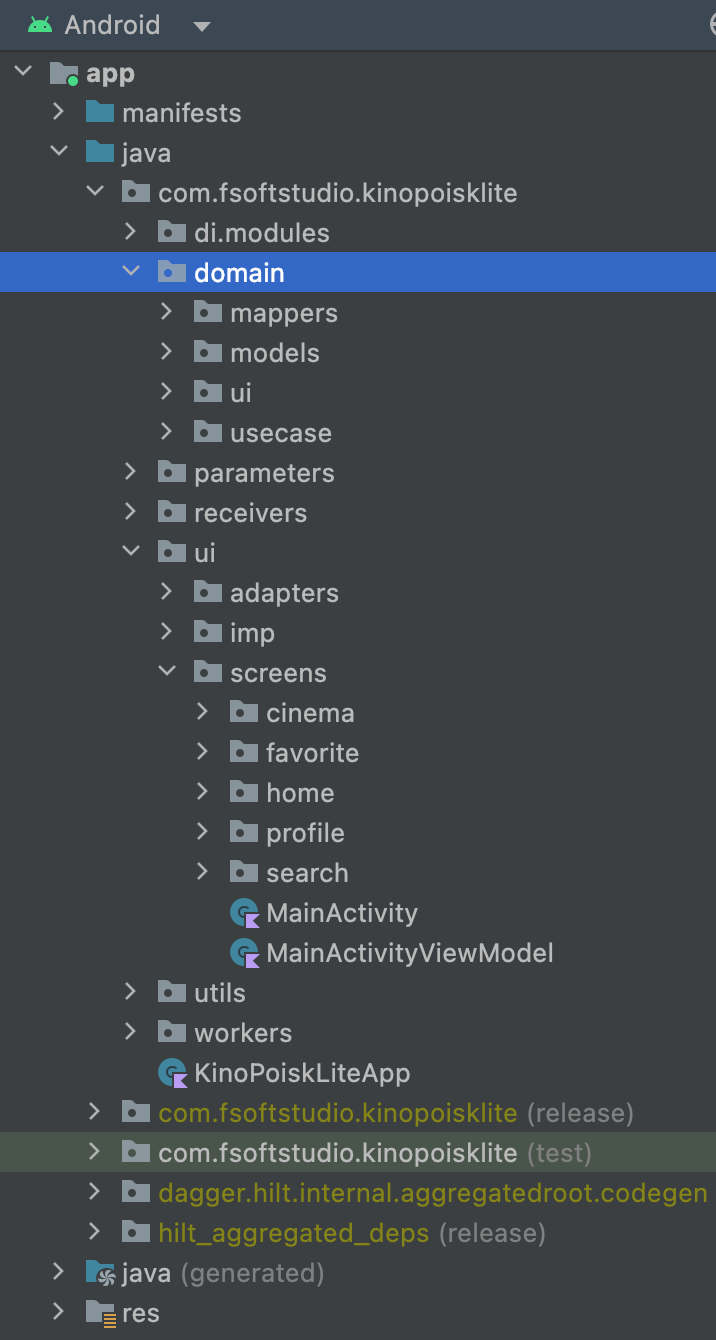 Android
app
manifests
java
com.fsoftstudio.kinopoisklite
di.modules
domain
mappers
models
ui
usecase
parameters
receivers
ui
adapters
imp
screens
cinema
favorite
home
profile
search
MainActivity
MainActivityViewModel
utils
workers
KinoPoiskLiteApp
com.fsoftstudio.kinopoisklite (release)
com.fsoftstudio.kinopoisklite (test)
dagger.hilt.internal.aggregatedroot.codegen
hilt_aggregated_deps (release)
java (generated)
res